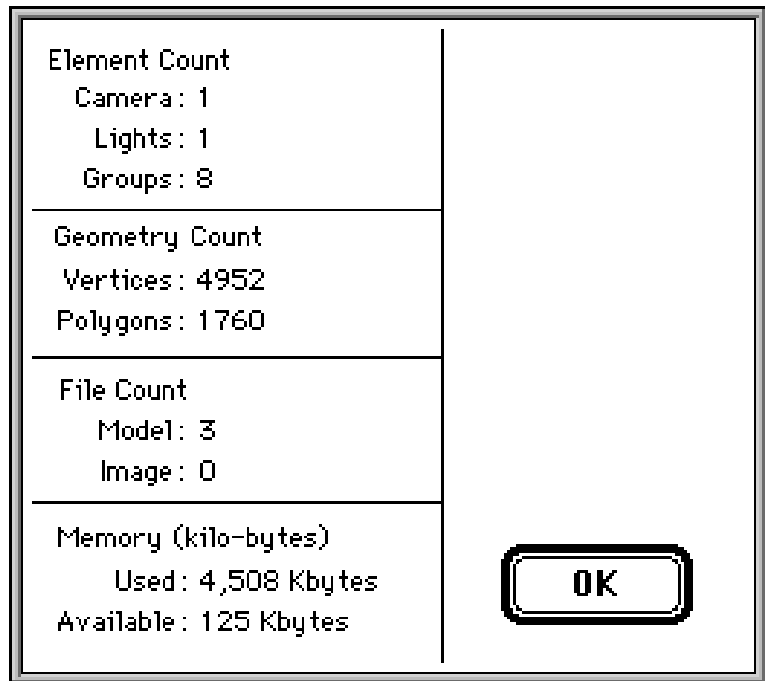 Element Count
Camera: 1
Lights: 1
Groups: 8
Geometry Count
Vertices: 4952
Polygons: 1760
File Count
Model: 3
Image: 0
Memory (kilo-bytes)
Used: 4,508 Kbytes
Available: 125 Kbytes
OK